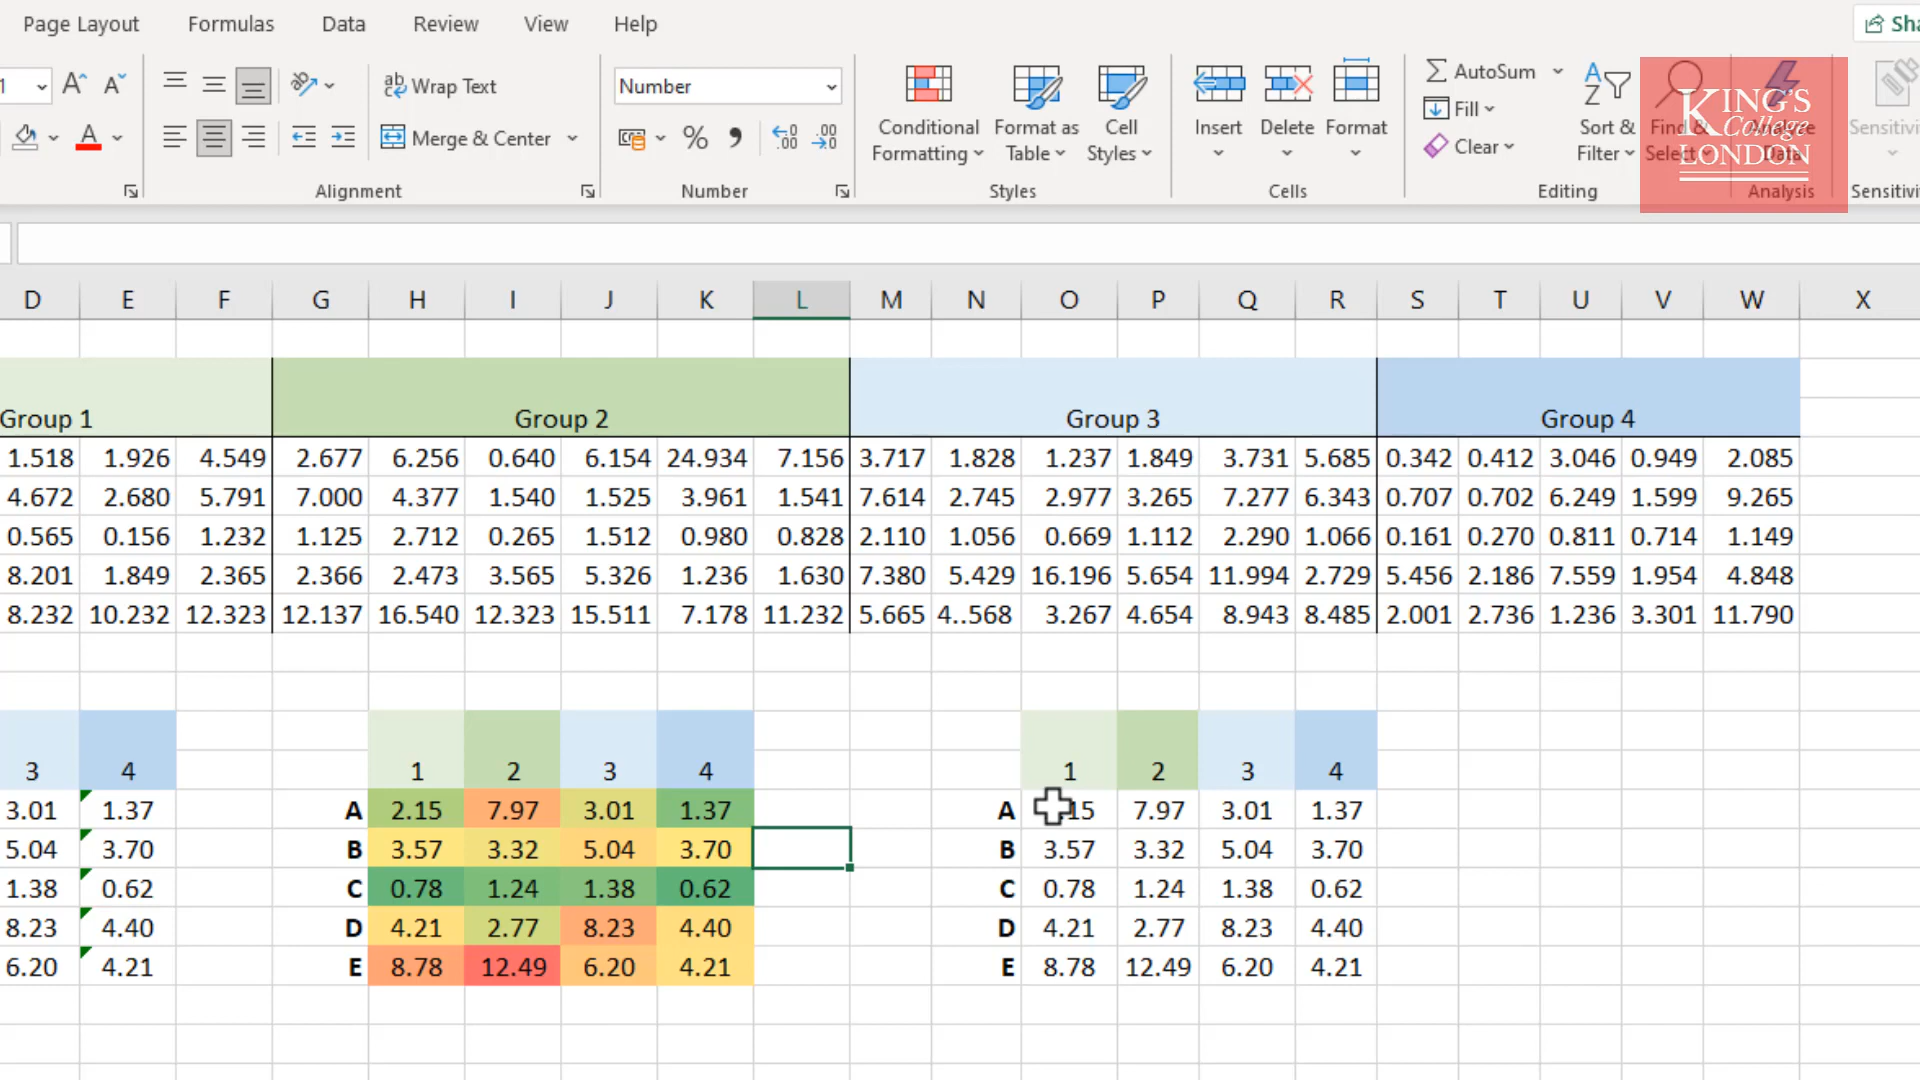 Page Layout Formulas Data Review View Help
Wrap Text Number AutoSum
Conditional Format as Cell Insert Delete Format Fill Sort & Find &
Merge & Center % Formatting Table Styles Clear Filter Select Data
Alignment Number Styles Cells Editing Analysis
KING'S
College
LONDON
D E F G H I J K L M N O P Q R S T U V W X
Group 1 Group 2 Group 3 Group 4
1.518 1.926 4.549 2.677 6.256 0.640 6.154 24.934 7.156 3.717 1.828 1.237 1.849 3.731 5.685 0.342 0.412 3.046 0.949 2.085
4.672 2.680 5.791 7.000 4.377 1.540 1.525 3.961 1.541 7.614 2.745 2.977 3.265 7.277 6.343 0.707 0.702 6.249 1.599 9.265
0.565 0.156 1.232 1.125 2.712 0.265 1.512 0.980 0.828 2.110 1.056 0.669 1.112 2.290 1.066 0.161 0.270 0.811 0.714 1.149
8.201 1.849 2.365 2.366 2.473 3.565 5.326 1.236 1.630 7.380 5.429 16.196 5.654 11.994 2.729 5.456 2.186 7.559 1.954 4.848
8.232 10.232 12.323 12.137 16.540 12.323 15.511 7.178 11.232 5.665 4..568 3.267 4.654 8.943 8.485 2.001 2.736 1.236 3.301 11.790
3 4 1 2 3 4 1 2 3 4
3.01 1.37 A 2.15 7.97 3.01 1.37 A 15 7.97 3.01 1.37
5.04 3.70 B 3.57 3.32 5.04 3.70 B 3.57 3.32 5.04 3.70
1.38 0.62 C 0.78 1.24 1.38 0.62 C 0.78 1.24 1.38 0.62
8.23 4.40 D 4.21 2.77 8.23 4.40 D 4.21 2.77 8.23 4.40
6.20 4.21 E 8.78 12.49 6.20 4.21 E 8.78 12.49 6.20 4.21